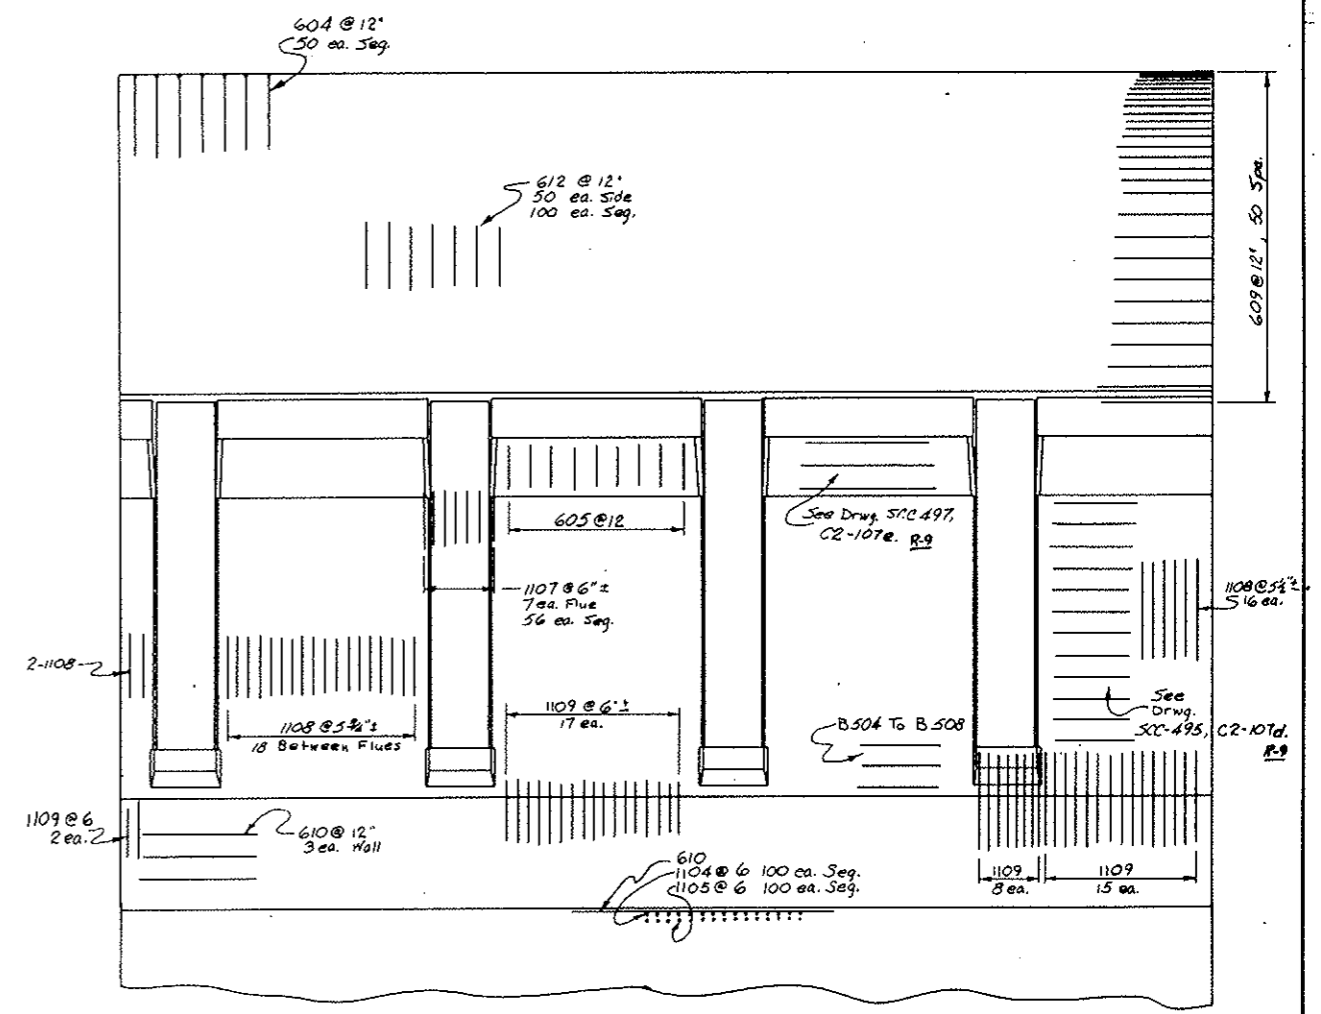 604 @ 12"
50 ea. Seg.
612 @ 12"
50 ea. Side
100 ea. Seg.
609 @ 12", 50 Spa.
605 @ 12
See Drwg. SCC 497,
C2-107e. R-9
1107 @ 6" ±
7 ea. Flue
56 ea. Seg.
1108 @ 5½" ±
16 ea.
2-1108
1108 @ 5¾" ±
18 Between Flues
1109 @ 6" ±
17 ea.
B504 To B508
See
Drwg.
SCC-495, C2-107d.
R-9
1109 @ 6
2 ea.
610 @ 12"
3 ea. Wall
610
1104 @ 6 100 ea. Seg.
1105 @ 6 100 ea. Seg.
1109
8 ea.
1109
15 ea.